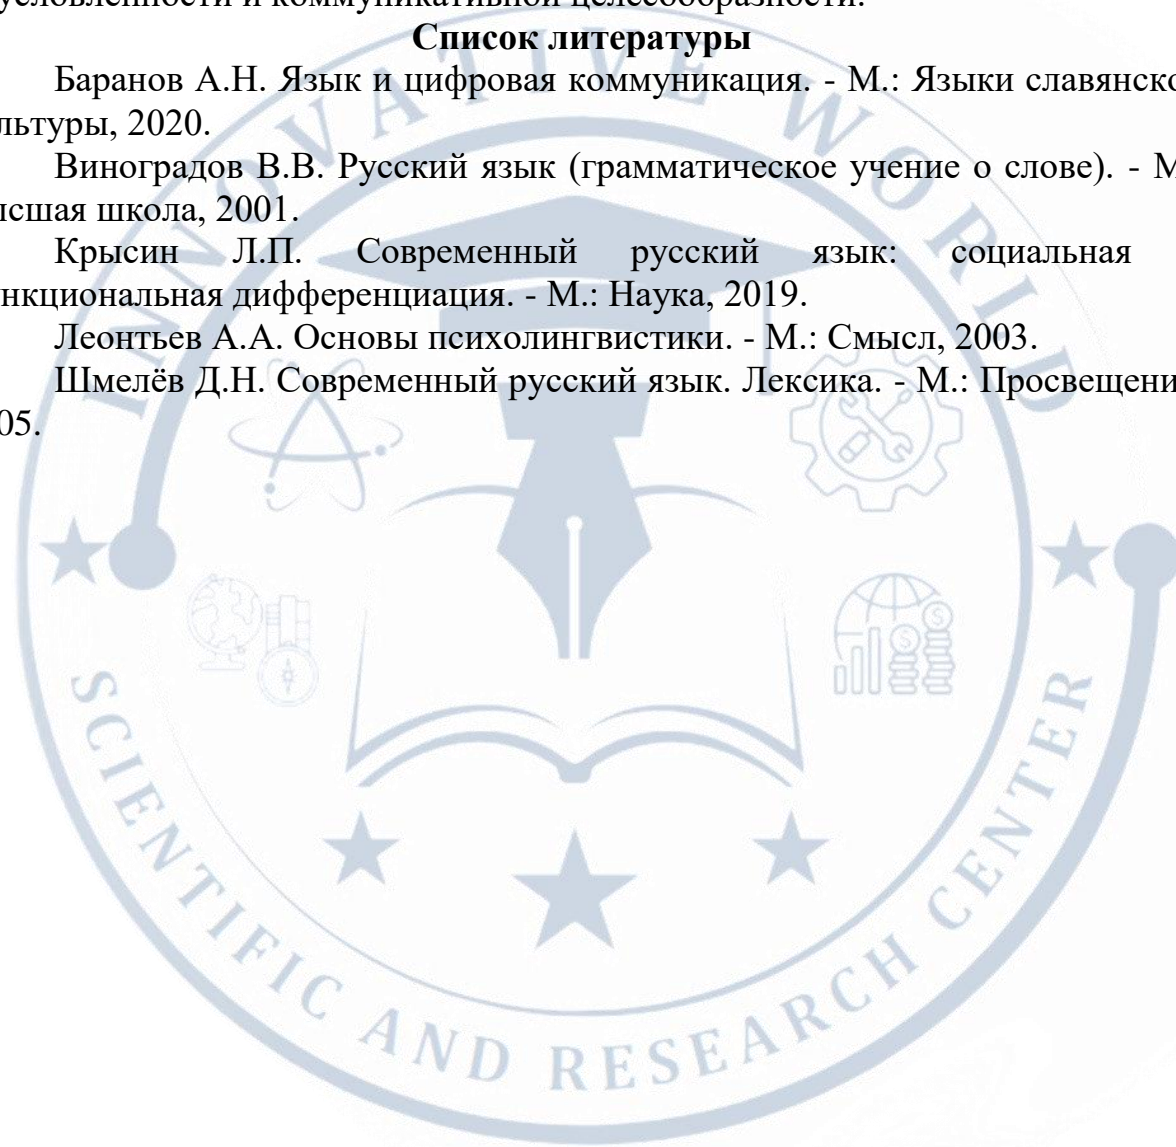 условленности и коммуникативной целесообразности.
Список литературы
Баранов А.Н. Язык и цифровая коммуникация. - М.: Языки славянско
льтуры, 2020.
Виноградов В.В. Русский язык (грамматическое учение о слове). - М
сшая школа, 2001.
Крысин Л.П. Современный русский язык: социальная
нкциональная дифференциация. - М.: Наука, 2019.
Леонтьев А.А. Основы психолингвистики. - М.: Смысл, 2003.
Шмелёв Д.Н. Современный русский язык. Лексика. - М.: Просвещени
05.
INNOVATIVE WORLD
SCIENTIFIC AND RESEARCH CENTER